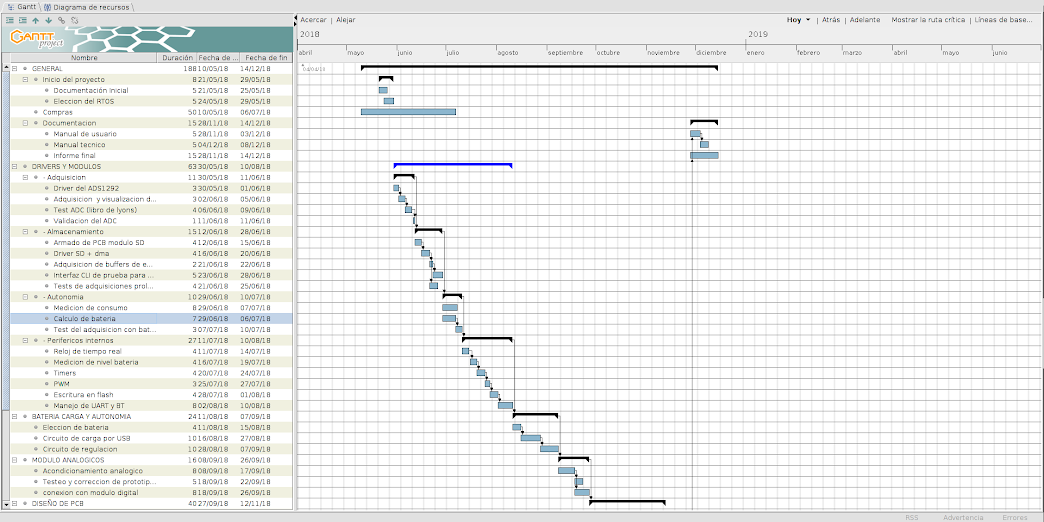 Gantt Diagrama de recursos
GANTT project
Acercar | Alejar
Hoy | Atrás | Adelante Mostrar la ruta crítica | Líneas de base...
2018 2019
abril mayo junio julio agosto septiembre octubre noviembre diciembre enero febrero marzo abril mayo junio
Nombre Duración Fecha de ... Fecha de fin
GENERAL 188 10/05/18 14/12/18
Inicio del proyecto 8 21/05/18 29/05/18
Documentación Inicial 5 21/05/18 25/05/18
Eleccion del RTOS 5 24/05/18 29/05/18
Compras 50 10/05/18 06/07/18
Documentacion 15 28/11/18 14/12/18
Manual de usuario 5 28/11/18 03/12/18
Manual tecnico 5 04/12/18 08/12/18
Informe final 15 28/11/18 14/12/18
DRIVERS Y MODULOS 63 30/05/18 10/08/18
- Adquisicion 11 30/05/18 11/06/18
Driver del ADS1292 3 30/05/18 01/06/18
Adquisicion y visualizacion d... 3 02/06/18 05/06/18
Test ADC (libro de lyons) 4 06/06/18 09/06/18
Validacion del ADC 1 11/06/18 11/06/18
- Almacenamiento 15 12/06/18 28/06/18
Armado de PCB modulo SD 4 12/06/18 15/06/18
Driver SD + dma 4 16/06/18 20/06/18
Adquisicion de buffers de e... 2 21/06/18 22/06/18
Interfaz CLI de prueba para ... 5 23/06/18 28/06/18
Tests de adquisiciones prol... 4 21/06/18 25/06/18
- Autonomia 10 29/06/18 10/07/18
Medicion de consumo 8 29/06/18 07/07/18
Calculo de bateria 7 29/06/18 06/07/18
Test del adquisicion con bat... 3 07/07/18 10/07/18
- Perifericos internos 27 11/07/18 10/08/18
Reloj de tiempo real 4 11/07/18 14/07/18
Medicion de nivel bateria 4 16/07/18 19/07/18
Timers 4 20/07/18 24/07/18
PWM 3 25/07/18 27/07/18
Escritura en flash 4 28/07/18 01/08/18
Manejo de UART y BT 8 02/08/18 10/08/18
BATERIA CARGA Y AUTONOMIA 24 11/08/18 07/09/18
Eleccion de bateria 4 11/08/18 15/08/18
Circuito de carga por USB 10 16/08/18 27/08/18
Circuito de regulacion 10 28/08/18 07/09/18
MODULO ANALOGICOS 16 08/09/18 26/09/18
Acondicionamiento analogico 8 08/09/18 17/09/18
Testeo y correccion de prototip... 5 18/09/18 22/09/18
conexion con modulo digital 8 18/09/18 26/09/18
DISEÑO DE PCB 40 27/09/18 12/11/18
RSS Advertencia Errores